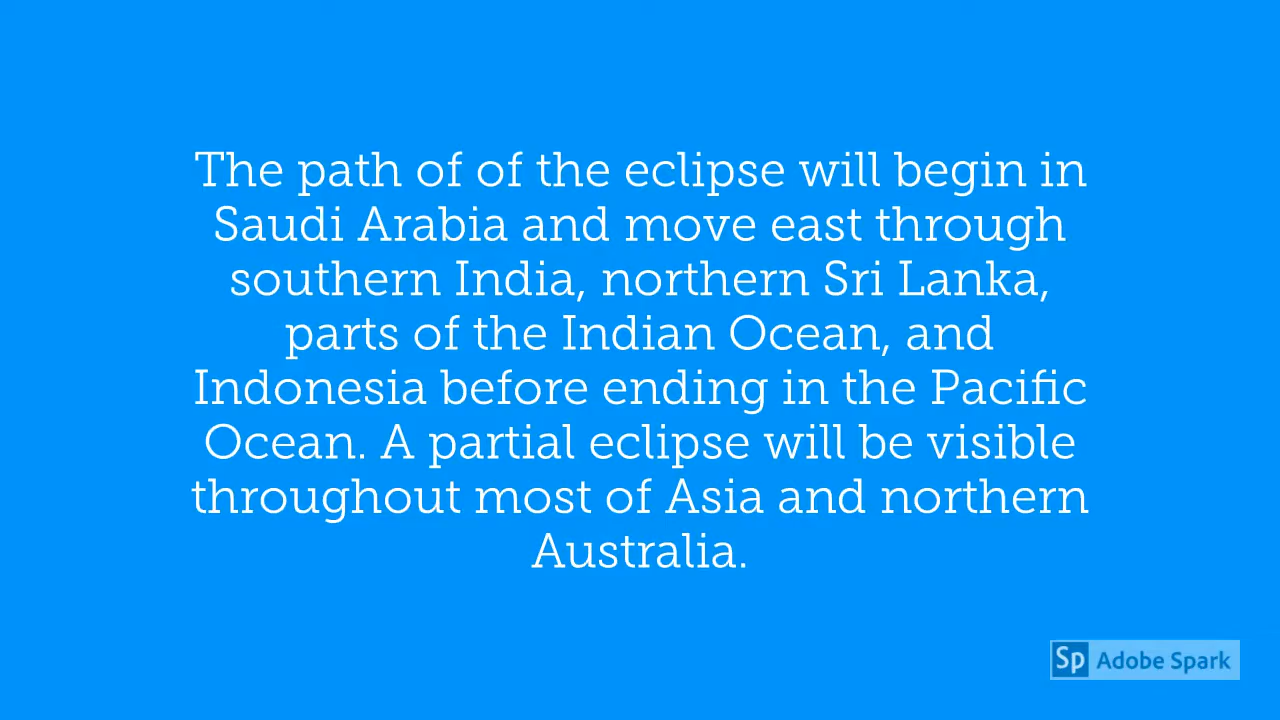 The path of of the eclipse will begin in
Saudi Arabia and move east through
southern India, northern Sri Lanka,
parts of the Indian Ocean, and
Indonesia before ending in the Pacific
Ocean. A partial eclipse will be visible
throughout most of Asia and northern
Australia.
Sp Adobe Spark